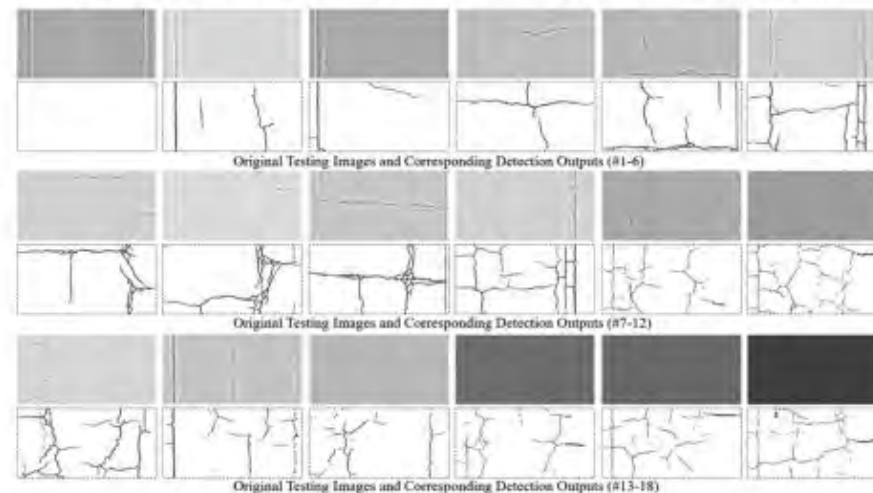 Original Testing Images and Corresponding Detection Outputs (#1-6)
Original Testing Images and Corresponding Detection Outputs (#7-12)
Original Testing Images and Corresponding Detection Outputs (#13-18)